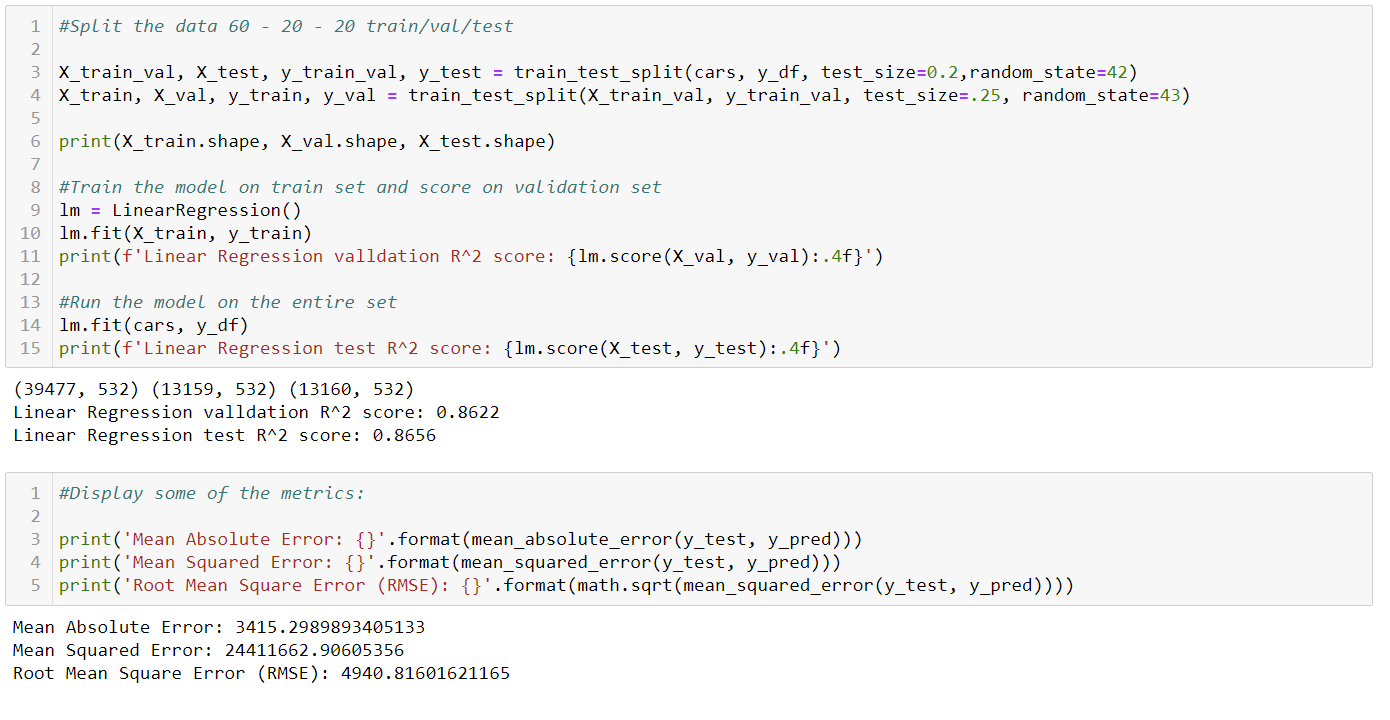 1 #Split the data 60 - 20 - 20 train/val/test
2
3 X_train_val, X_test, y_train_val, y_test = train_test_split(cars, y_df, test_size=0.2,random_state=42)
4 X_train, X_val, y_train, y_val = train_test_split(X_train_val, y_train_val, test_size=.25, random_state=43)
5
6 print(X_train.shape, X_val.shape, X_test.shape)
7
8 #Train the model on train set and score on validation set
9 lm = LinearRegression()
10 lm.fit(X_train, y_train)
11 print(f'Linear Regression valldation R^2 score: {lm.score(X_val, y_val):.4f}')
12
13 #Run the model on the entire set
14 lm.fit(cars, y_df)
15 print(f'Linear Regression test R^2 score: {lm.score(X_test, y_test):.4f}')
(39477, 532) (13159, 532) (13160, 532)
Linear Regression valldation R^2 score: 0.8622
Linear Regression test R^2 score: 0.8656
1 #Display some of the metrics:
2
3 print('Mean Absolute Error: {}'.format(mean_absolute_error(y_test, y_pred)))
4 print('Mean Squared Error: {}'.format(mean_squared_error(y_test, y_pred)))
5 print('Root Mean Square Error (RMSE): {}'.format(math.sqrt(mean_squared_error(y_test, y_pred))))
Mean Absolute Error: 3415.2989893405133
Mean Squared Error: 24411662.90605356
Root Mean Square Error (RMSE): 4940.81601621165